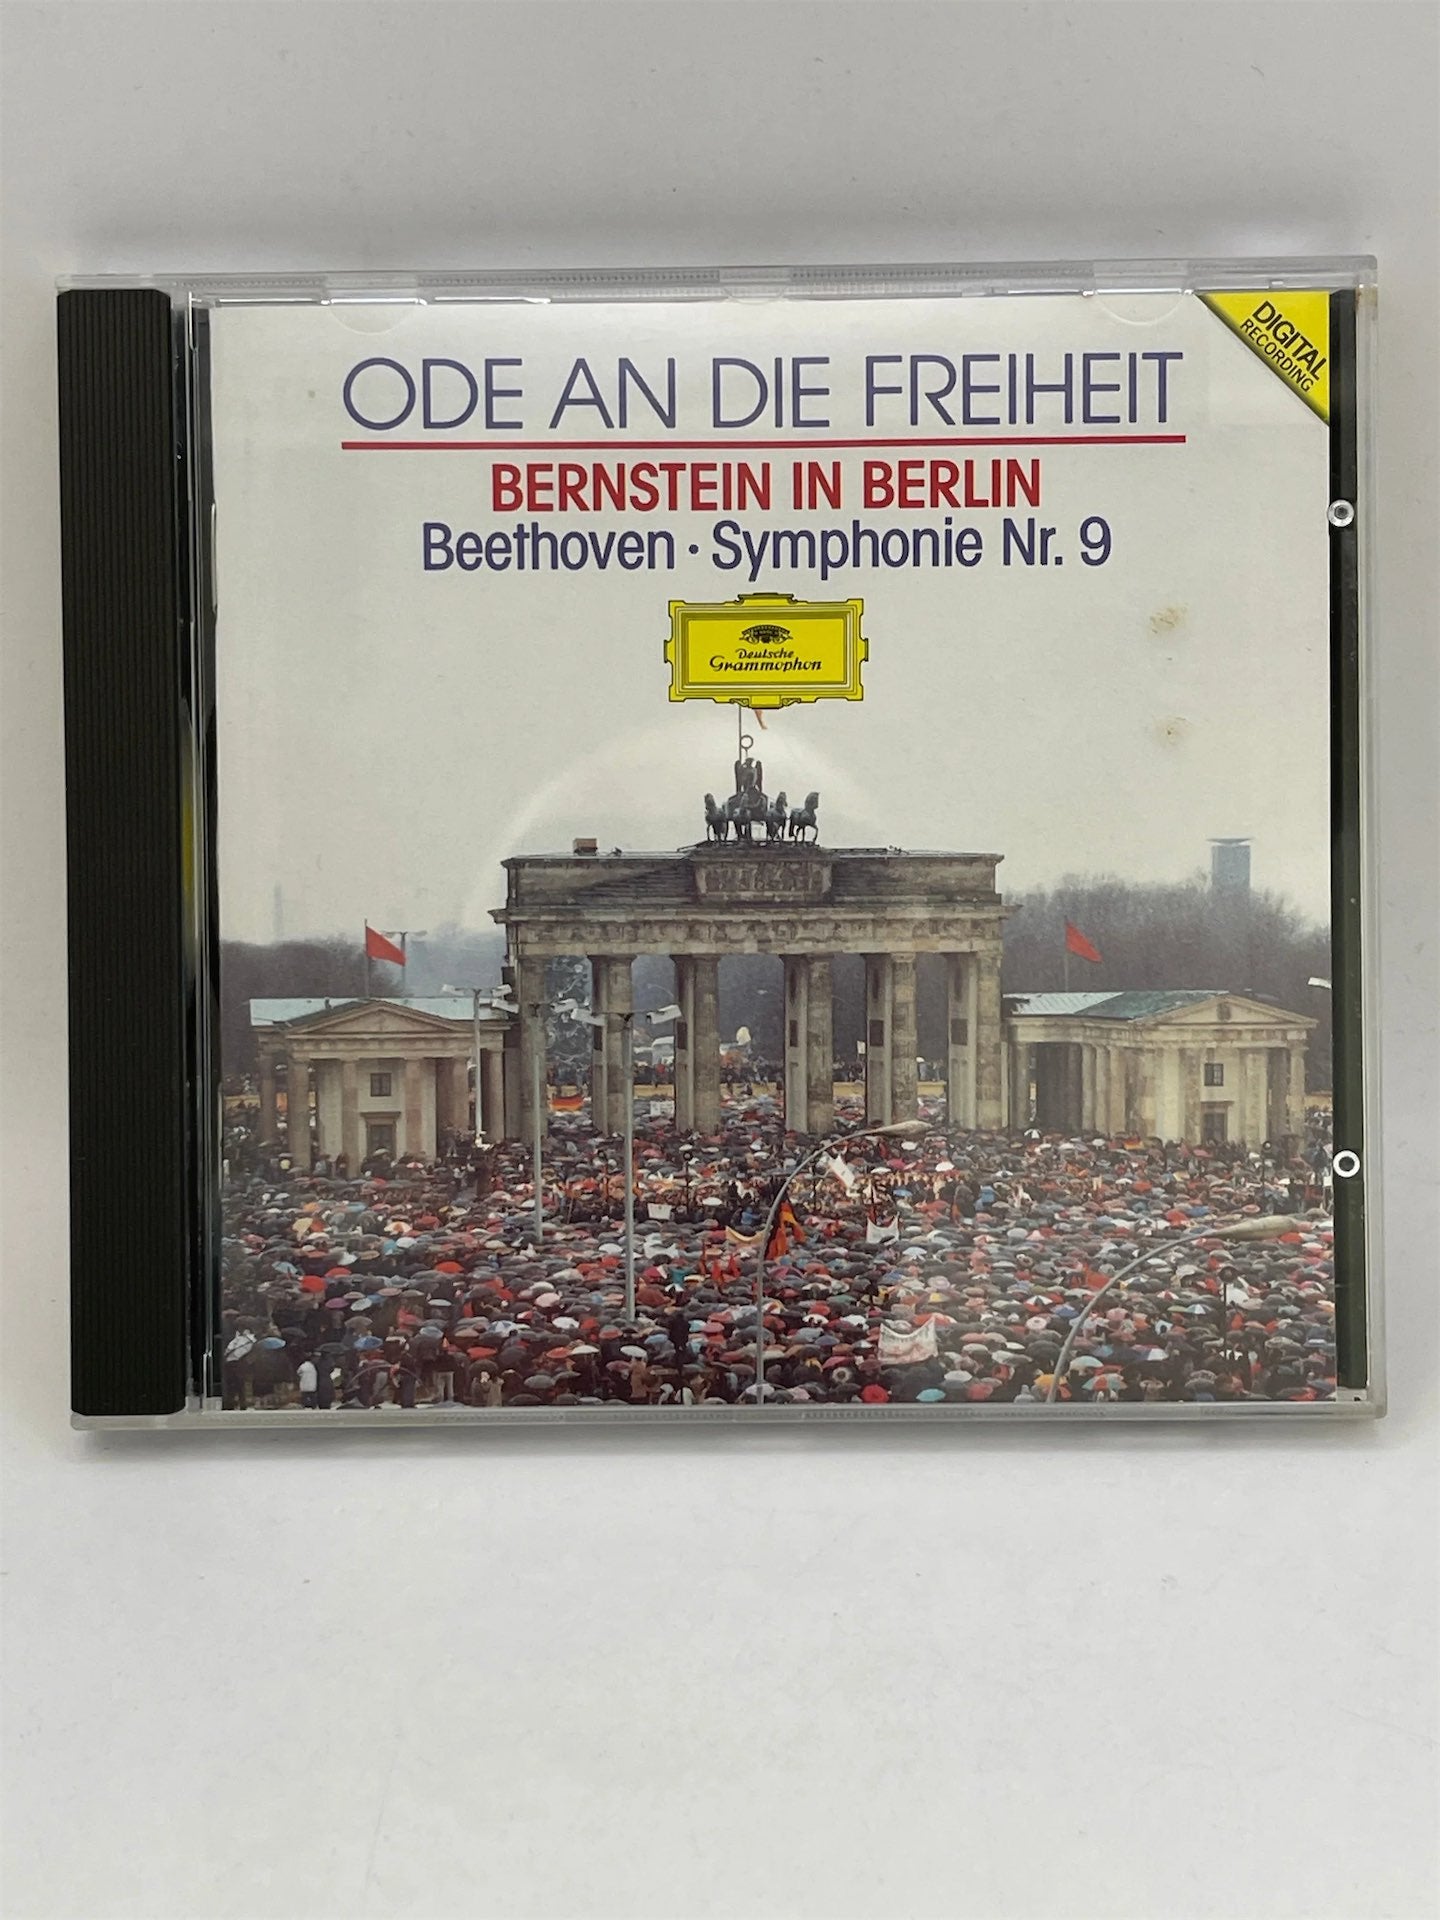 ODE AN DIE FREIHEIT
DIGITAL
RECORDING
BERNSTEIN IN BERLIN
Beethoven · Symphonie Nr. 9
Deutsche
Grammophon